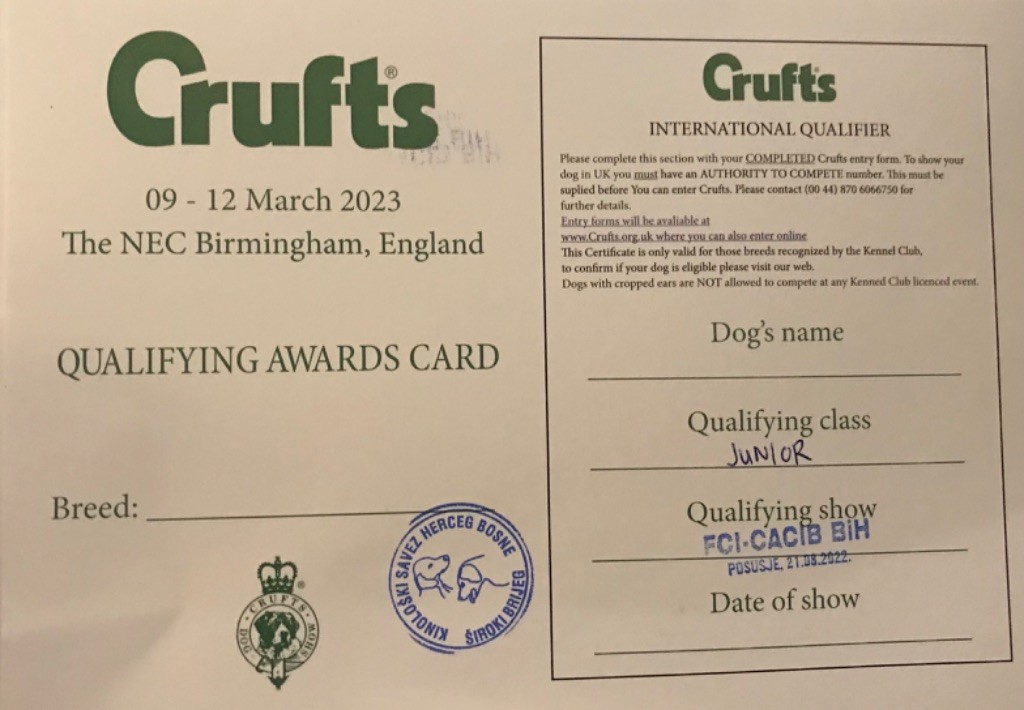 Crufts®
09 - 12 March 2023
The NEC Birmingham, England
QUALIFYING AWARDS CARD
Breed:
KINOLOŠKI SAVEZ HERCEG BOSNE
ŠIROKI BRIJEG
CRUFTS
DOG SHOW
Crufts
INTERNATIONAL QUALIFIER
Please complete this section with your COMPLETED Crufts entry form. To show your
dog in UK you must have an AUTHORITY TO COMPETE number. This must be
suplied before You can enter Crufts. Please contact (00 44) 870 6066750 for
further details.
Entry forms will be avaliable at
www.Crufts.org.uk where you can also enter online
This Certificate is only valid for those breeds recognized by the Kennel Club,
to confirm if your dog is eligible please visit our web.
Dogs with cropped ears are NOT allowed to compete at any Kenned Club licenced event.
Dog's name
Qualifying class
JUNIOR
Qualifying show
FCI-CACIB BiH
POSUSJE, 21.08.2022.
Date of show